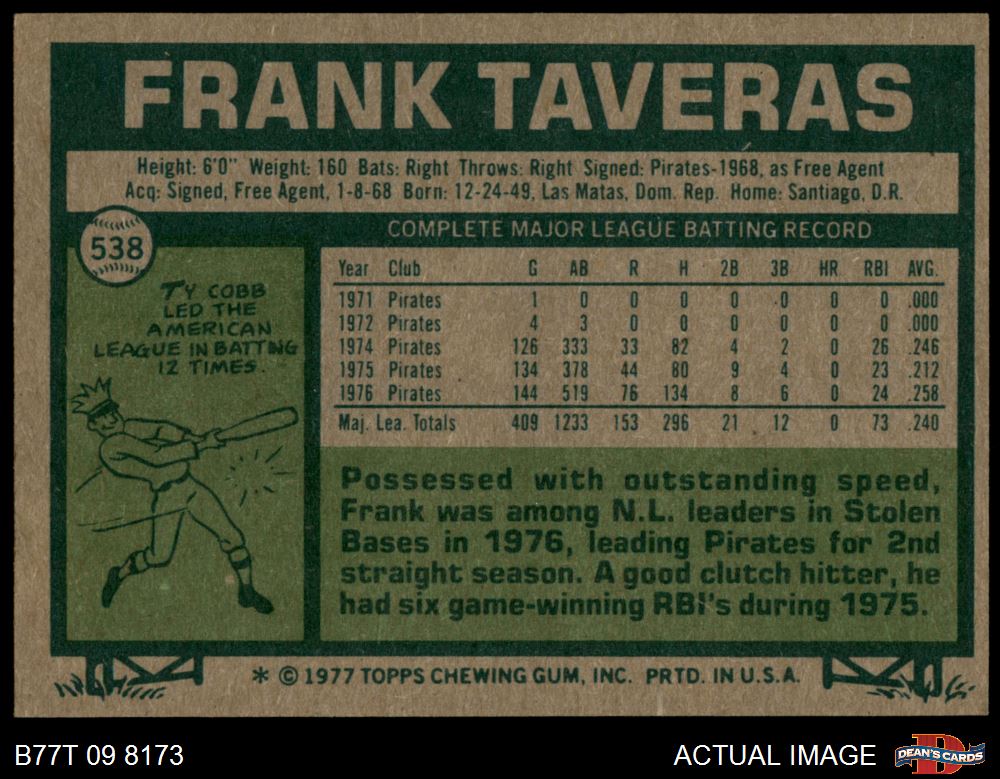 FRANK TAVERAS
Height: 6'0" Weight: 160 Bats: Right Throws: Right Signed: Pirates-1968, as Free Agent
Acq: Signed, Free Agent, 1-8-68 Born: 12-24-49, Las Matas, Dom. Rep. Home: Santiago, D.R.
538
TY COBB
LED THE
AMERICAN
LEAGUE IN BATTING
12 TIMES.
COMPLETE MAJOR LEAGUE BATTING RECORD
Year Club G AB R H 2B 3B HR RBI AVG.
1971 Pirates 1 0 0 0 0 0 0 0 .000
1972 Pirates 4 3 0 0 0 0 0 0 .000
1974 Pirates 126 333 33 82 4 2 0 26 .246
1975 Pirates 134 378 44 80 9 4 0 23 .212
1976 Pirates 144 519 76 134 8 6 0 24 .258
Maj. Lea. Totals 409 1233 153 296 21 12 0 73 .240
Possessed with outstanding speed,
Frank was among N.L. leaders in Stolen
Bases in 1976, leading Pirates for 2nd
straight season. A good clutch hitter, he
had six game-winning RBI's during 1975.
* © 1977 TOPPS CHEWING GUM, INC. PRTD. IN U.S.A.
B77T 09 8173 ACTUAL IMAGE DEAN'S CARDS